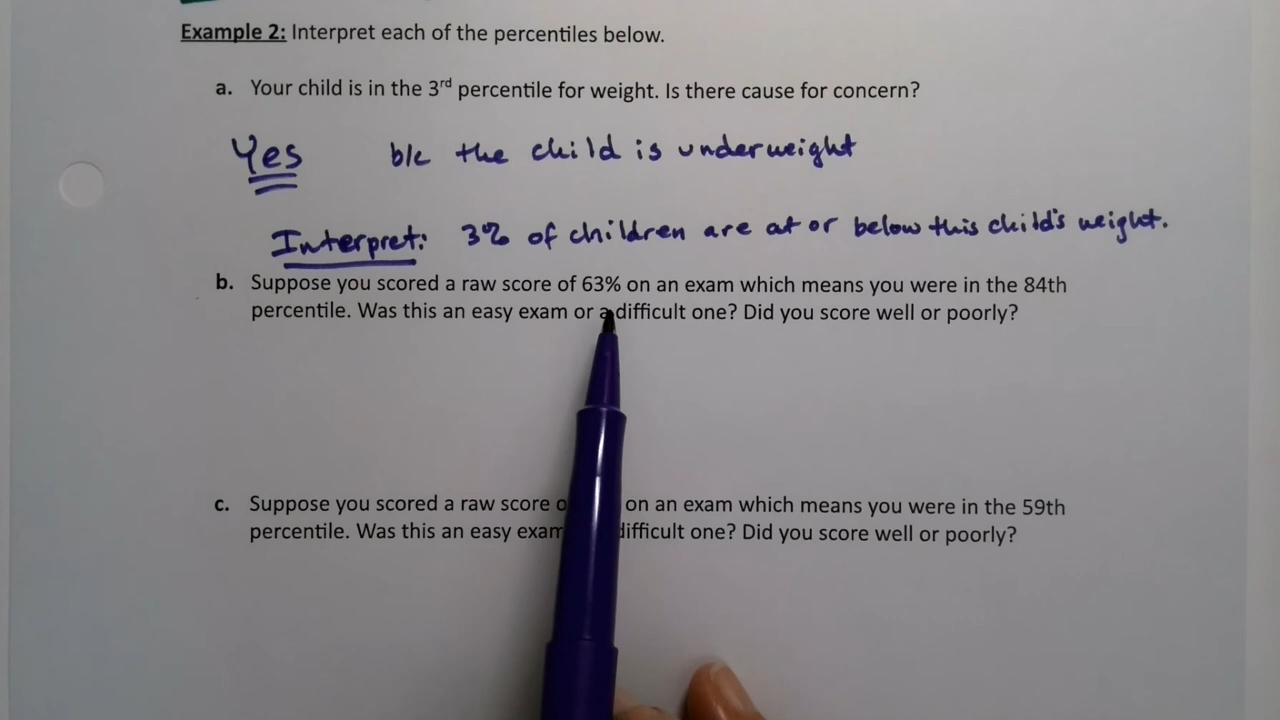 Example 2: Interpret each of the percentiles below.
a. Your child is in the 3rd percentile for weight. Is there cause for concern?
Yes b/c the child is underweight
Interpret: 3% of children are at or below this child's weight.
b. Suppose you scored a raw score of 63% on an exam which means you were in the 84th
percentile. Was this an easy exam or a difficult one? Did you score well or poorly?
c. Suppose you scored a raw score on an exam which means you were in the 59th
percentile. Was this an easy exam difficult one? Did you score well or poorly?